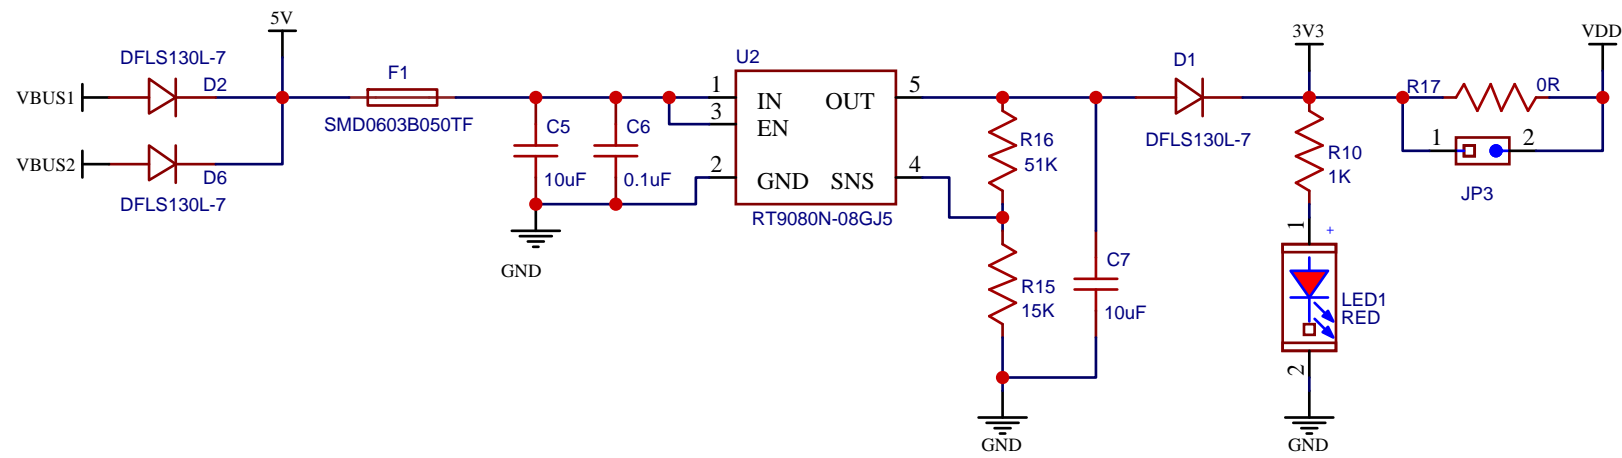 5V
3V3
VDD
DFLS130L-7
D2
VBUS1
F1
SMD0603B050TF
U2
1
IN
OUT
5
3
EN
2
GND
SNS
4
RT9080N-08GJ5
D1
DFLS130L-7
R17
0R
1
2
JP3
VBUS2
D6
DFLS130L-7
C5
10uF
C6
0.1uF
GND
R16
51K
R15
15K
C7
10uF
GND
R10
1K
1
+
LED1
RED
2
GND